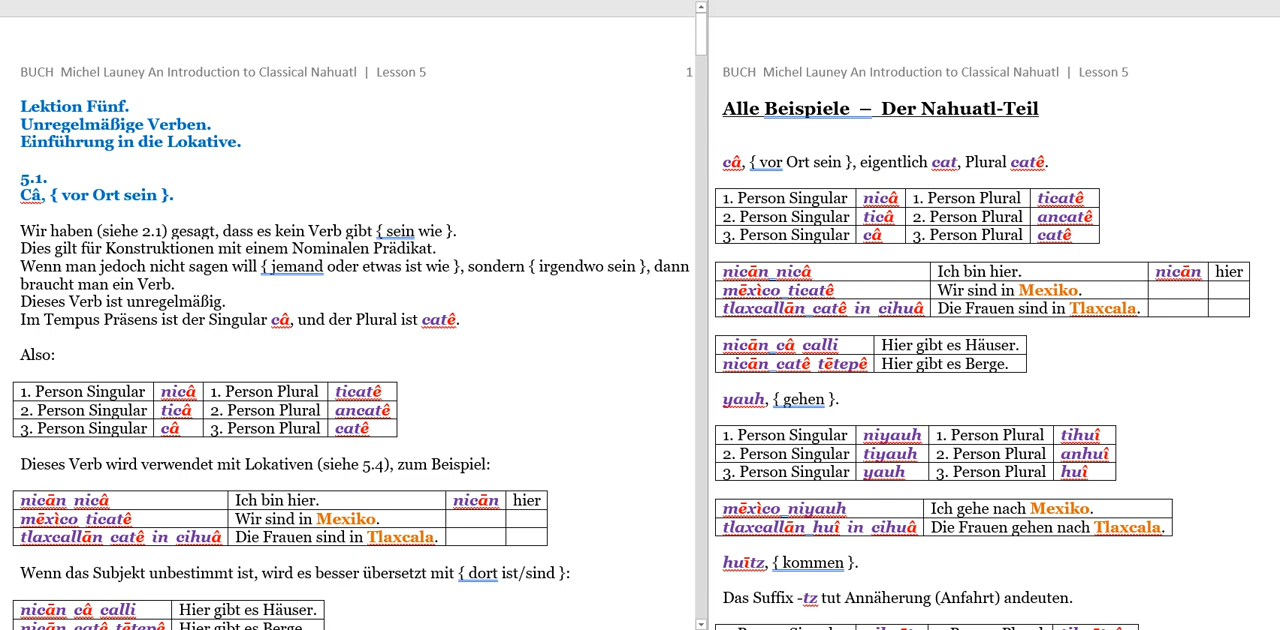 BUCH Michel Launey An Introduction to Classical Nahuatl | Lesson 5
1
Lektion Fünf.
Unregelmäßige Verben.
Einführung in die Lokative.
5.1.
Câ, { vor Ort sein }.
Wir haben (siehe 2.1) gesagt, dass es kein Verb gibt { sein wie }.
Dies gilt für Konstruktionen mit einem Nominalen Prädikat.
Wenn man jedoch nicht sagen will { jemand oder etwas ist wie }, sondern { irgendwo sein }, dann
braucht man ein Verb.
Dieses Verb ist unregelmäßig.
Im Tempus Präsens ist der Singular câ, und der Plural ist catê.
Also:
1. Person Singular nicâ 1. Person Plural ticatê
2. Person Singular ticâ 2. Person Plural ancatê
3. Person Singular câ 3. Person Plural catê
Dieses Verb wird verwendet mit Lokativen (siehe 5.4), zum Beispiel:
nicān nicâ Ich bin hier. nicān hier
mēxìco ticatê Wir sind in Mexiko.
tlaxcallān catê in cihuâ Die Frauen sind in Tlaxcala.
Wenn das Subjekt unbestimmt ist, wird es besser übersetzt mit { dort ist/sind }:
nicān câ calli Hier gibt es Häuser.
nicān catê tētepê Hier gibt es Berge.
BUCH Michel Launey An Introduction to Classical Nahuatl | Lesson 5
Alle Beispiele – Der Nahuatl-Teil
câ, { vor Ort sein }, eigentlich cat, Plural catê.
1. Person Singular nicâ 1. Person Plural ticatê
2. Person Singular ticâ 2. Person Plural ancatê
3. Person Singular câ 3. Person Plural catê
nicān nicâ Ich bin hier. nicān hier
mēxìco ticatê Wir sind in Mexiko.
tlaxcallān catê in cihuâ Die Frauen sind in Tlaxcala.
nicān câ calli Hier gibt es Häuser.
nicān catê tētepê Hier gibt es Berge.
yauh, { gehen }.
1. Person Singular niyauh 1. Person Plural tihuî
2. Person Singular tiyauh 2. Person Plural anhuî
3. Person Singular yauh 3. Person Plural huî
mēxìco niyauh Ich gehe nach Mexiko.
tlaxcallān huî in cihuâ Die Frauen gehen nach Tlaxcala.
huītz, { kommen }.
Das Suffix -tz tut Annäherung (Anfahrt) andeuten.